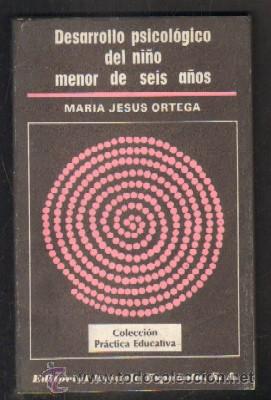 Desarrollo psicológico
del niño
menor de seis años
MARIA JESUS ORTEGA
Colección
Práctica Educativa